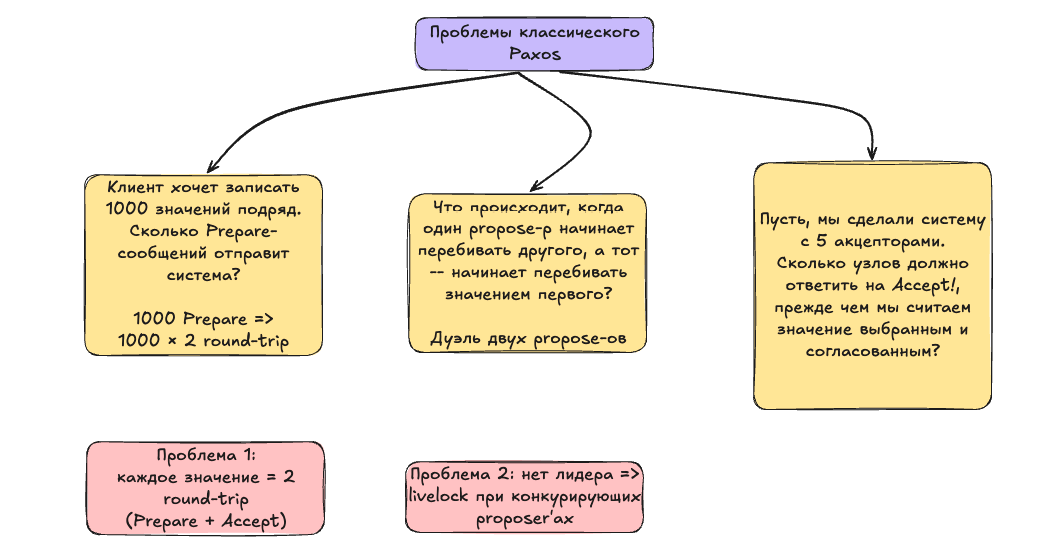 Проблемы классического
Paxos
Клиент хочет записать
1000 значений подряд.
Сколько Prepare-
сообщений отправит
система?
1000 Prepare =>
1000 × 2 round-trip
Что происходит, когда
один propose-р начинает
перебивать другого, а тот
-- начинает перебивать
значением первого?
Дуэль двух propose-ов
Пусть, мы сделали систему
с 5 акцепторами.
Сколько узлов должно
ответить на Accept!,
прежде чем мы считаем
значение выбранным и
согласованным?
Проблема 1:
каждое значение = 2
round-trip
(Prepare + Accept)
Проблема 2: нет лидера =>
livelock при конкурирующих
proposer'ах